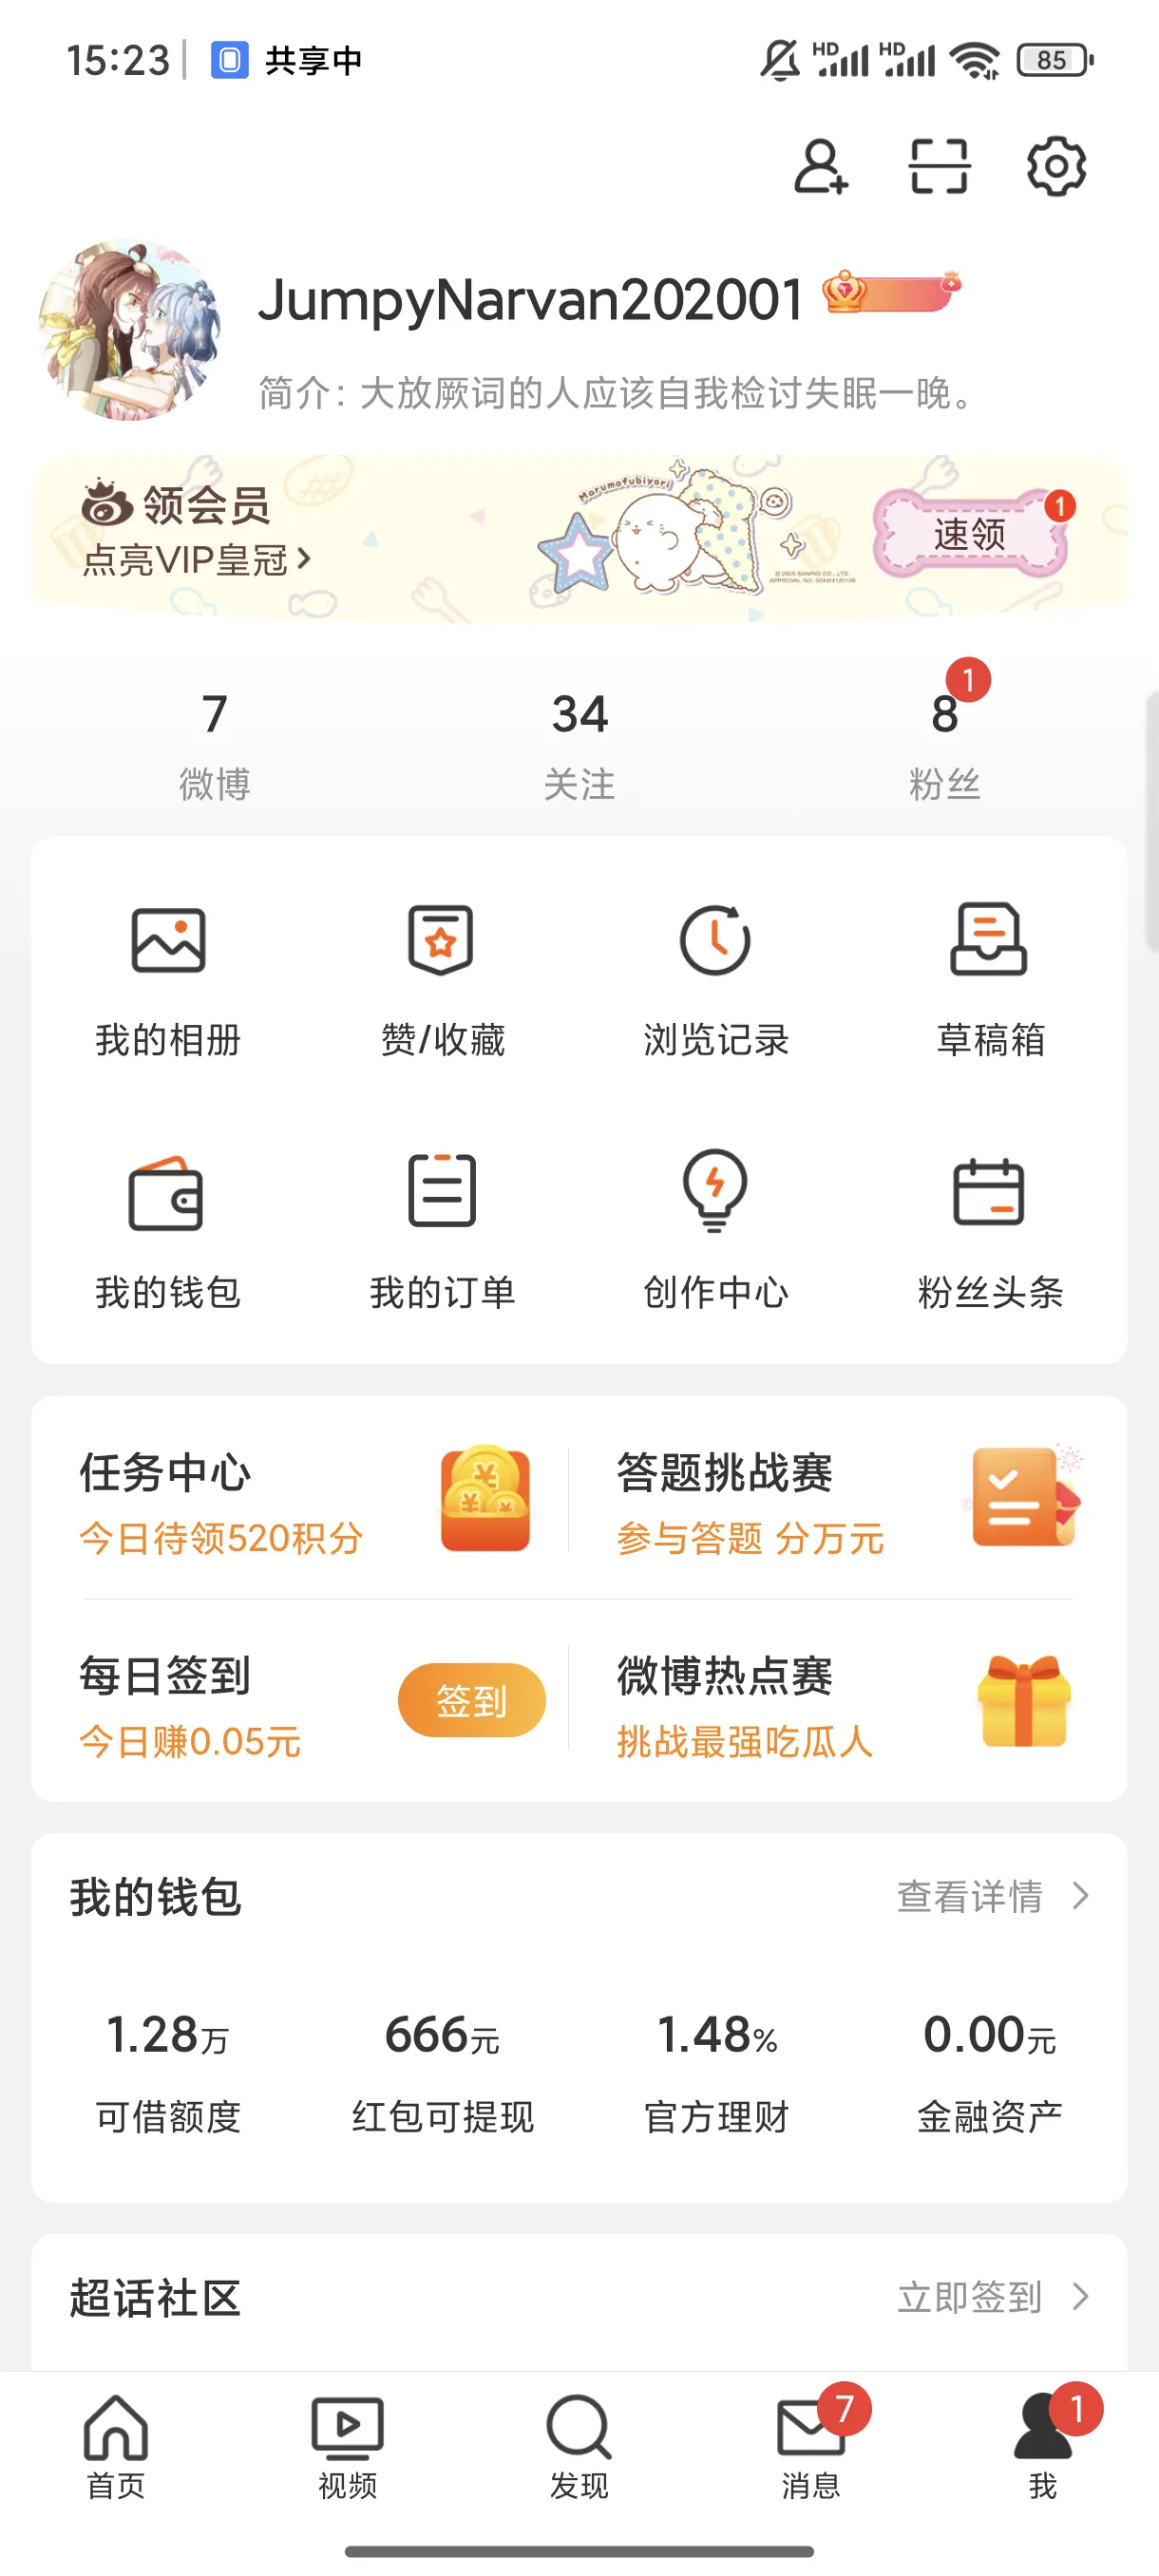 15:23
共享中
HD HD 85
JumpyNarvan202001
简介: 大放厥词的人应该自我检讨失眠一晚。
领会员
点亮VIP皇冠
Marumofubiyori
速领
1
7
34
8
1
微博
关注
粉丝
我的相册
赞/收藏
浏览记录
草稿箱
我的钱包
我的订单
创作中心
粉丝头条
任务中心
今日待领520积分
答题挑战赛
参与答题 分万元
每日签到
今日赚0.05元
签到
微博热点赛
挑战最强吃瓜人
我的钱包
查看详情
1.28万
666元
1.48%
0.00元
可借额度
红包可提现
官方理财
金融资产
超话社区
立即签到
7
1
首页
视频
发现
消息
我